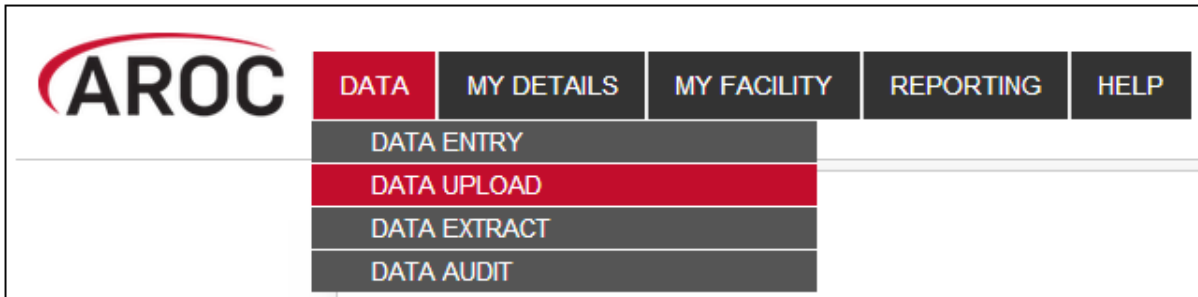 AROC DATA MY DETAILS MY FACILITY REPORTING HELP
DATA ENTRY
DATA UPLOAD
DATA EXTRACT
DATA AUDIT